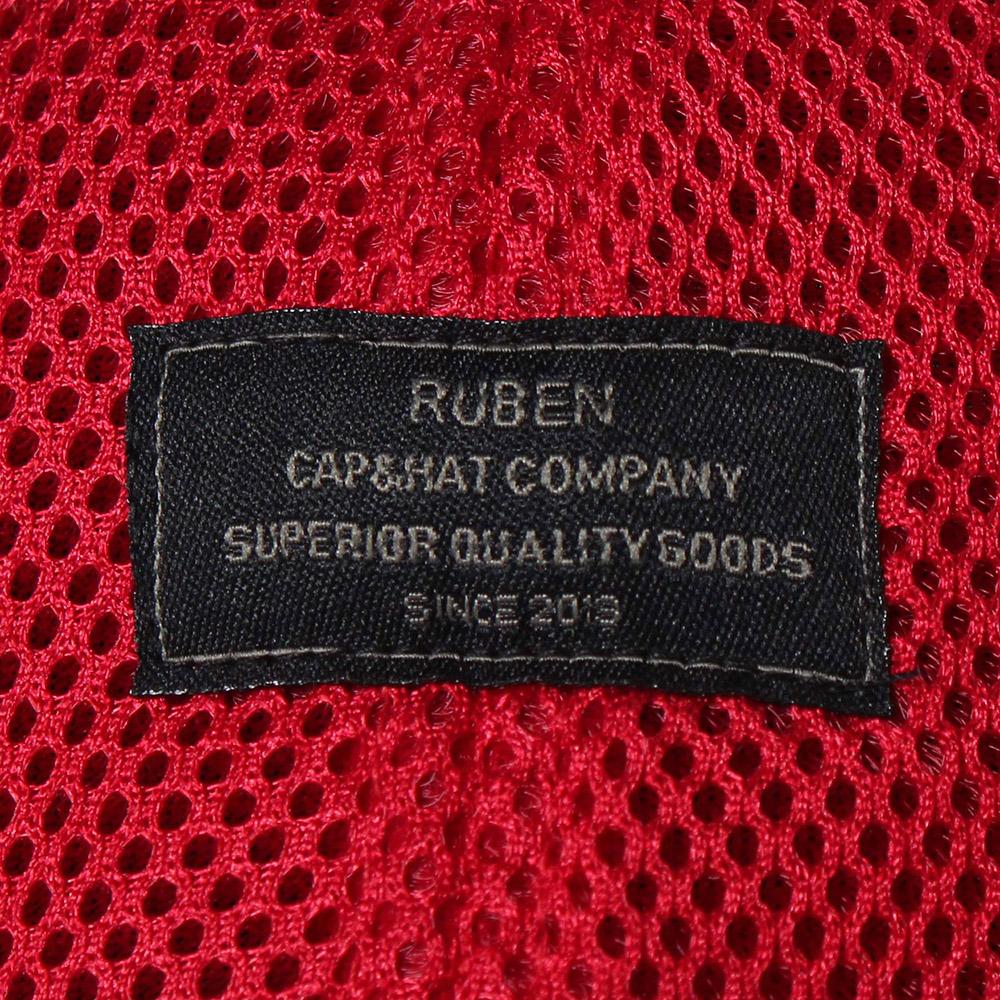 RUBEN
CAP&HAT COMPANY
SUPERIOR QUALITY GOODS
SINCE 2019